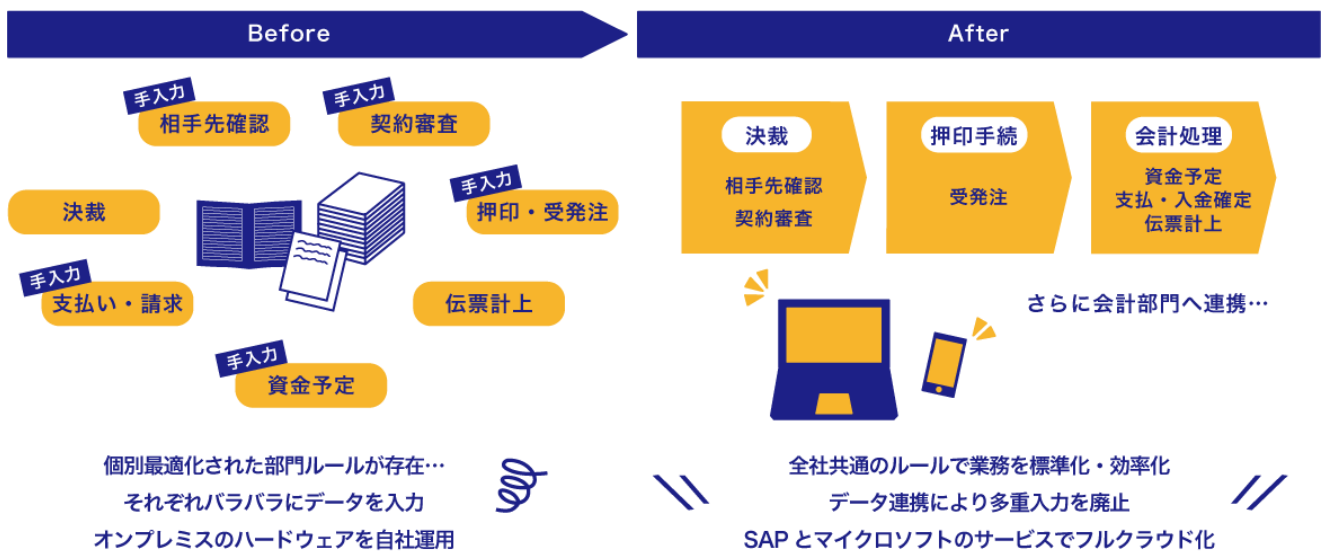 Before
手入力
相手先確認
手入力
契約審査
決裁
手入力
押印・受発注
手入力
支払い・請求
伝票計上
手入力
資金予定
個別最適化された部門ルールが存在…
それぞれバラバラにデータを入力
オンプレミスのハードウェアを自社運用
After
決裁
相手先確認
契約審査
押印手続
受発注
会計処理
資金予定
支払・入金確定
伝票計上
さらに会計部門へ連携…
全社共通のルールで業務を標準化・効率化
データ連携により多重入力を廃止
SAP とマイクロソフトのサービスでフルクラウド化